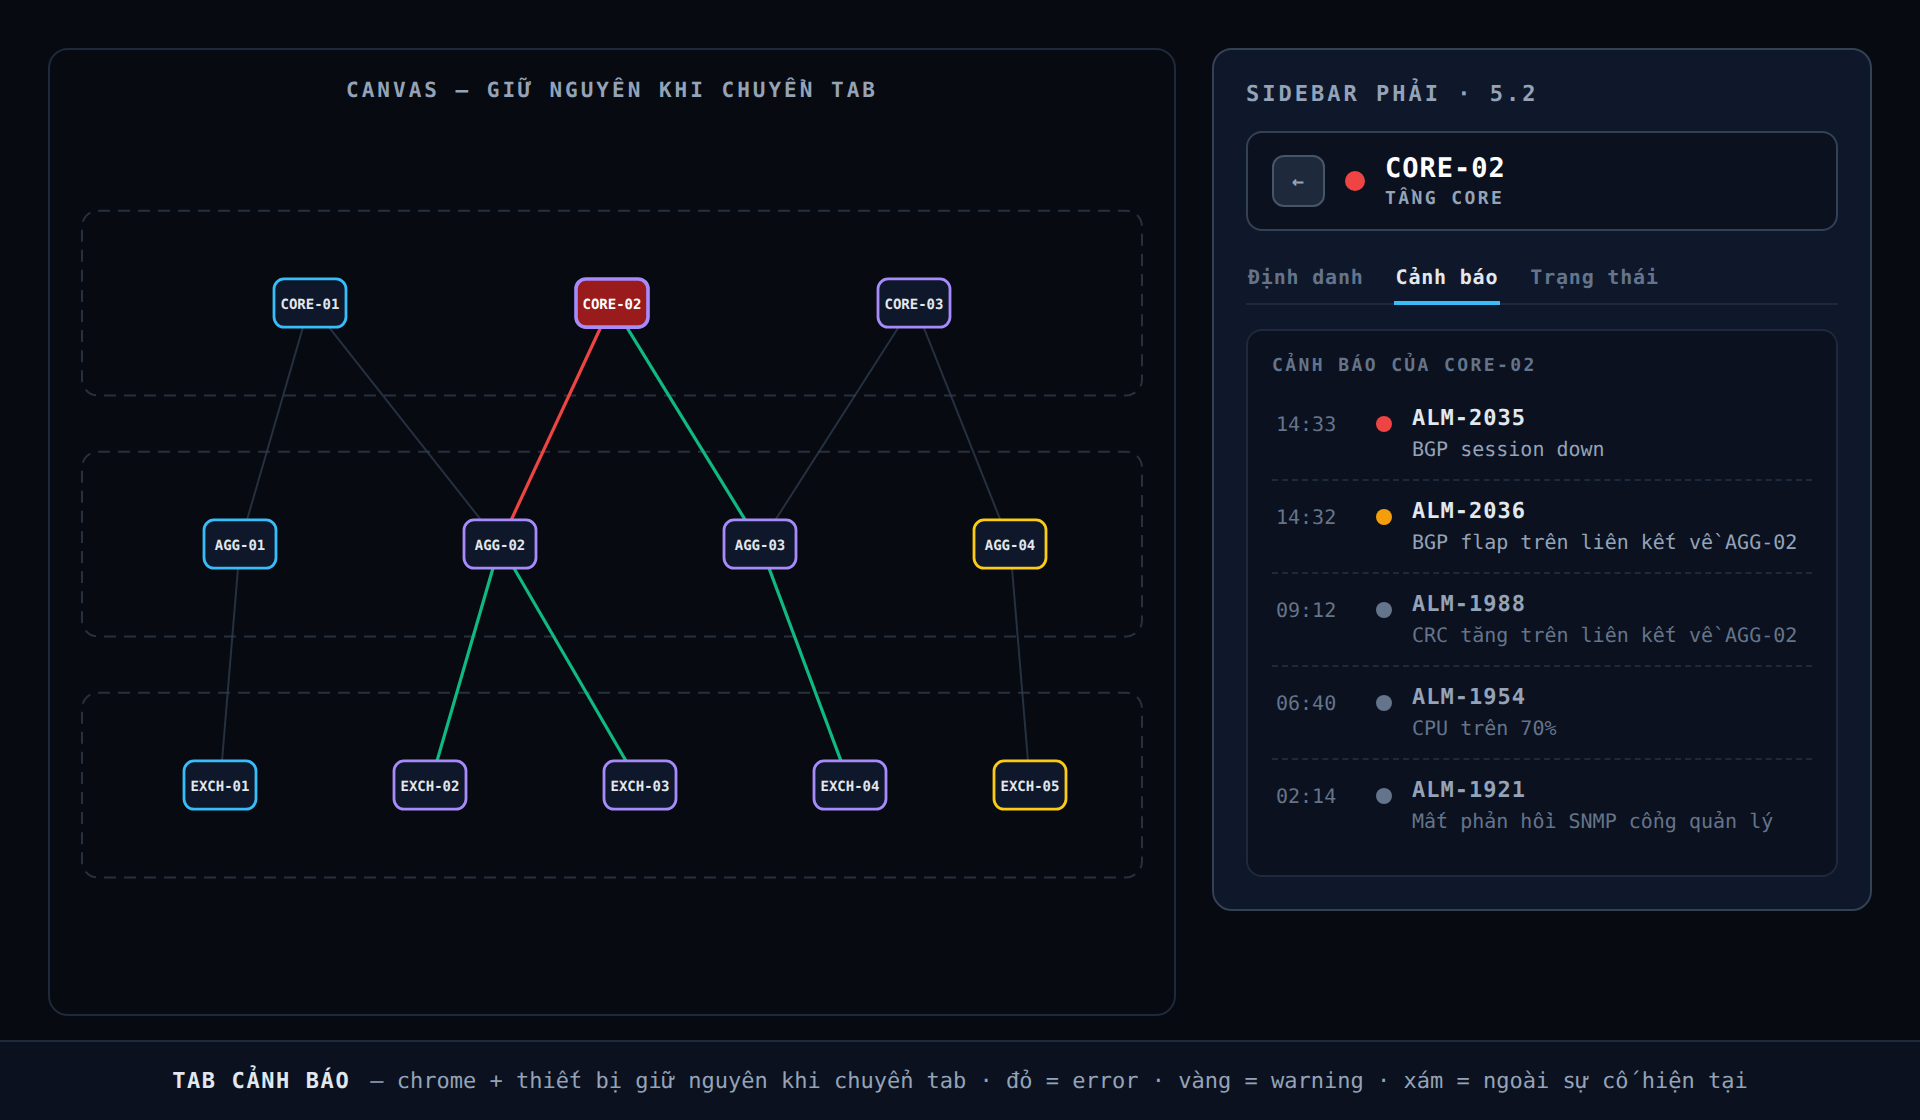 CANVAS — GIỮ NGUYÊN KHI CHUYỂN TAB
CORE-01
CORE-02
CORE-03
AGG-01
AGG-02
AGG-03
AGG-04
EXCH-01
EXCH-02
EXCH-03
EXCH-04
EXCH-05
SIDEBAR PHẢI · 5.2
←
CORE-02
TẦNG CORE
Định danh
Cảnh báo
Trạng thái
CẢNH BÁO CỦA CORE-02
14:33
ALM-2035
BGP session down
14:32
ALM-2036
BGP flap trên liên kết về AGG-02
09:12
ALM-1988
CRC tăng trên liên kết về AGG-02
06:40
ALM-1954
CPU trên 70%
02:14
ALM-1921
Mất phản hồi SNMP cổng quản lý
TAB CẢNH BÁO — chrome + thiết bị giữ nguyên khi chuyển tab · đỏ = error · vàng = warning · xám = ngoài sự cố hiện tại